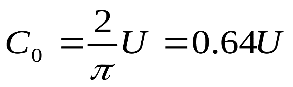 C₀ = 2/π U = 0.64U